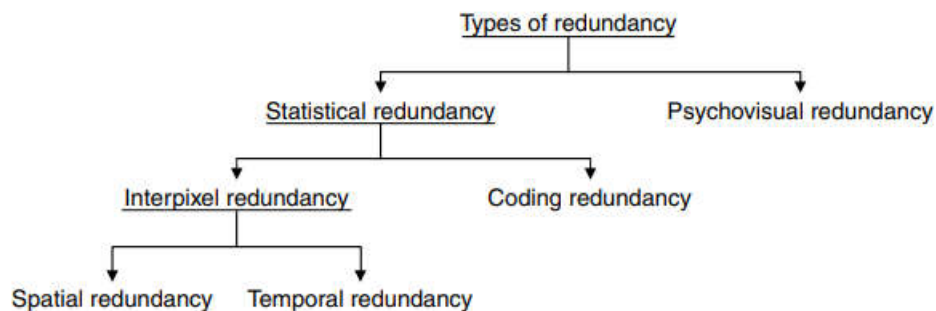 Types of redundancy
Statistical redundancy
Psychovisual redundancy
Interpixel redundancy
Coding redundancy
Spatial redundancy
Temporal redundancy